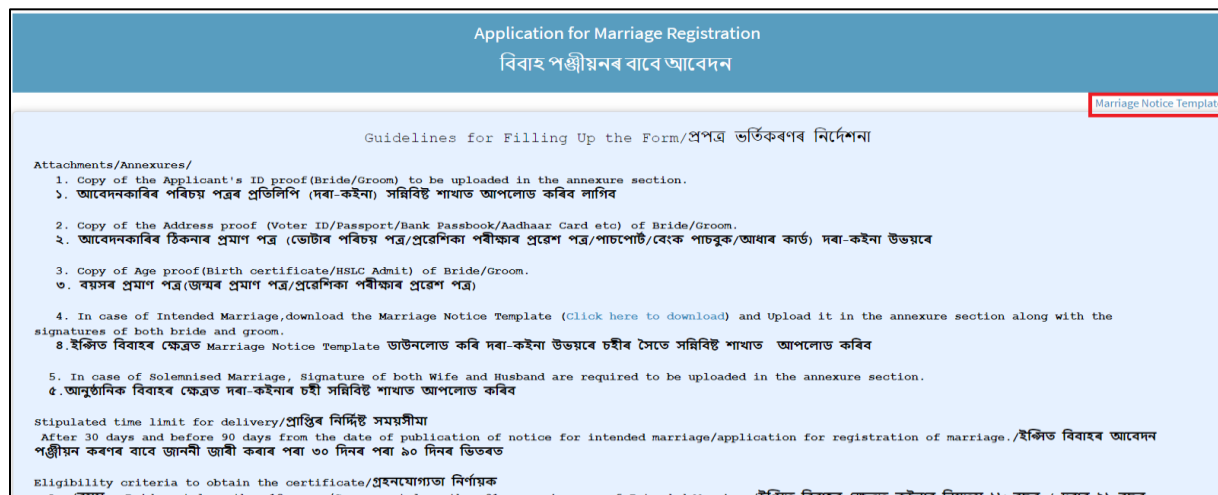 Application for Marriage Registration
বিবাহ পঞ্জীয়নৰ বাবে আবেদন
Marriage Notice Template
Guidelines for Filling Up the Form/প্ৰপত্ৰ ভৰ্তিকৰণৰ নিৰ্দেশনা
Attachments/Annexures/
1. Copy of the Applicant's ID proof(Bride/Groom) to be uploaded in the annexure section.
১. আবেদনকাৰিৰ পৰিচয় পত্ৰৰ প্ৰতিলিপি (দৰা-কইনা) সন্নিবিষ্ট শাখাত আপলোড কৰিব লাগিব
2. Copy of the Address proof (Voter ID/Passport/Bank Passbook/Aadhaar Card etc) of Bride/Groom.
২. আবেদনকাৰিৰ ঠিকনাৰ প্ৰমাণ পত্ৰ (ভোটাৰ পৰিচয় পত্ৰ/প্ৰৱেশিকা পৰীক্ষাৰ প্ৰৱেশ পত্ৰ/পাচপোৰ্ট/বেংক পাচবুক/আধাৰ কাৰ্ড) দৰা-কইনা উভয়ৰে
3. Copy of Age proof(Birth certificate/HSLC Admit) of Bride/Groom.
৩. বয়সৰ প্ৰমাণ পত্ৰ(জন্মৰ প্ৰমাণ পত্ৰ/প্ৰৱেশিকা পৰীক্ষাৰ প্ৰৱেশ পত্ৰ)
4. In case of Intended Marriage,download the Marriage Notice Template (Click here to download) and Upload it in the annexure section along with the
signatures of both bride and groom.
৪.ইপ্সিত বিবাহৰ ক্ষেত্ৰত Marriage Notice Template ডাউনলোড কৰি দৰা-কইনা উভয়ৰে চহীৰ সৈতে সন্নিবিষ্ট শাখাত আপলোড কৰিব
5. In case of Solemnised Marriage, Signature of both Wife and Husband are required to be uploaded in the annexure section.
৫.আনুষ্ঠানিক বিবাহৰ ক্ষেত্ৰত দৰা-কইনাৰ চহী সন্নিবিষ্ট শাখাত আপলোড কৰিব
Stipulated time limit for delivery/প্ৰাপ্তিৰ নিৰ্দ্দিষ্ট সময়সীমা
After 30 days and before 90 days from the date of publication of notice for intended marriage/application for registration of marriage./ইপ্সিত বিবাহৰ আবেদন
পঞ্জীয়ন কৰণৰ বাবে জাননী জাৰী কৰাৰ পৰা ৩০ দিনৰ পৰা ৯০ দিনৰ ভিতৰত
Eligibility criteria to obtain the certificate/গ্ৰহনযোগ্যতা নিৰ্ণায়ক